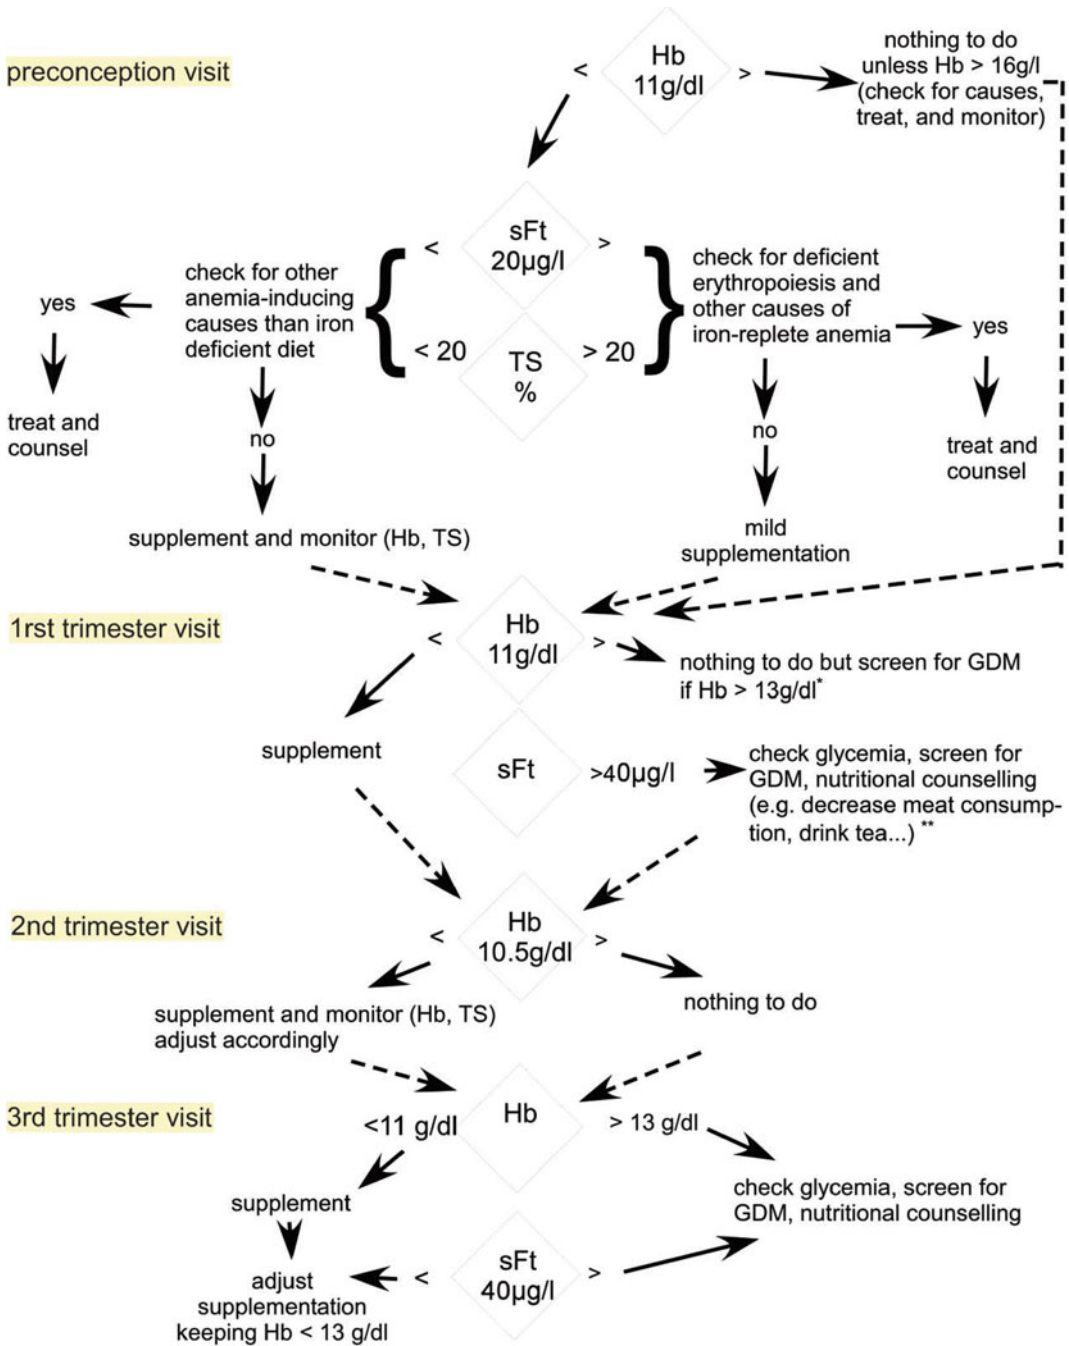 preconception visit
<
Hb
11g/dl
>
nothing to do
unless Hb > 16g/l
(check for causes,
treat, and monitor)
<
sFt
20µg/l
>
< 20
TS
%
> 20
check for other
anemia-inducing
causes than iron
deficient diet
yes
treat and
counsel
no
supplement and monitor (Hb, TS)
check for deficient
erythropoiesis and
other causes of
iron-replete anemia
yes
treat and
counsel
no
mild
supplementation
1rst trimester visit
<
Hb
11g/dl
>
nothing to do but screen for GDM
if Hb > 13g/dl*
supplement
sFt
>40µg/l
check glycemia, screen for
GDM, nutritional counselling
(e.g. decrease meat consump-
tion, drink tea...) **
2nd trimester visit
<
Hb
10.5g/dl
>
supplement and monitor (Hb, TS)
adjust accordingly
nothing to do
3rd trimester visit
<11 g/dl
Hb
> 13 g/dl
supplement
check glycemia, screen for
GDM, nutritional counselling
adjust
supplementation
keeping Hb < 13 g/dl
<
sFt
40µg/l
>